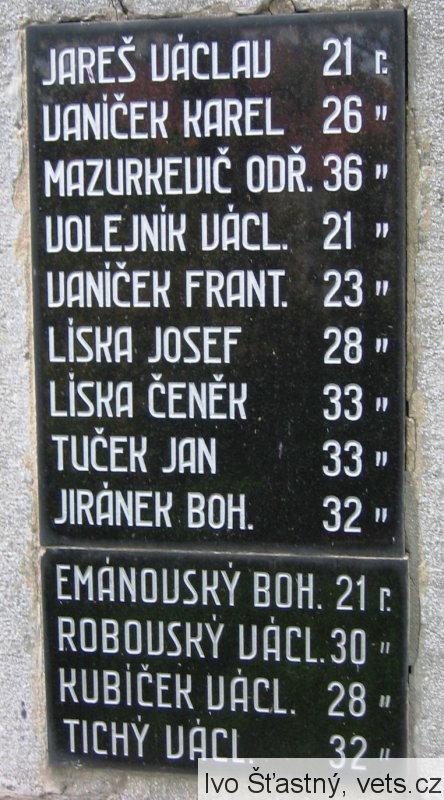 JAREŠ VÁCLAV 21 r.
VANÍČEK KAREL 26 "
MAZURKEVIČ ODŘ. 36 "
VOLEJNÍK VÁCL. 21 "
VANÍČEK FRANT. 23 "
LÍSKA JOSEF 28 "
LÍSKA ČENĚK 33 "
TUČEK JAN 33 "
JIRÁNEK BOH. 32 "
EMÁNOVSKÝ BOH. 21 r.
ROBOVSKÝ VÁCL. 30 "
KUBÍČEK VÁCL. 28 "
TICHÝ VÁCL. 32 "
Ivo Šťastný, vets.cz